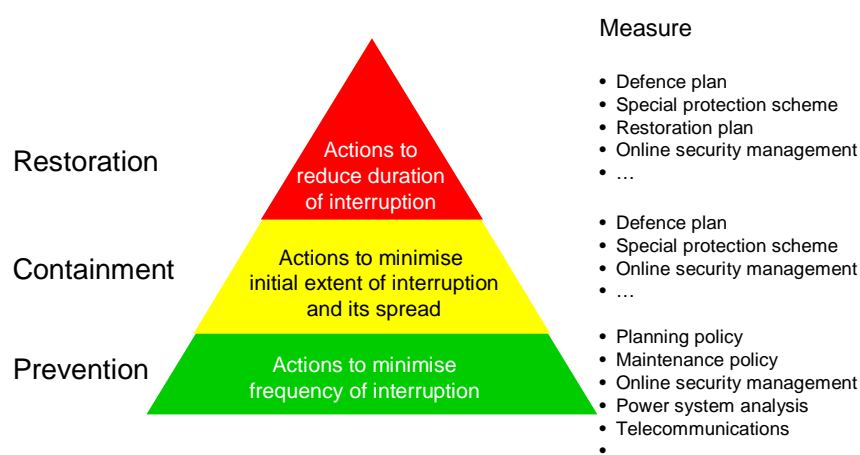 Measure
• Defence plan
• Special protection scheme
• Restoration plan
• Online security management
• …
Restoration
Actions to
reduce duration
of interruption
• Defence plan
• Special protection scheme
• Online security management
• …
Containment
Actions to minimise
initial extent of interruption
and its spread
• Planning policy
• Maintenance policy
• Online security management
• Power system analysis
• Telecommunications
•
Prevention
Actions to minimise
frequency of interruption